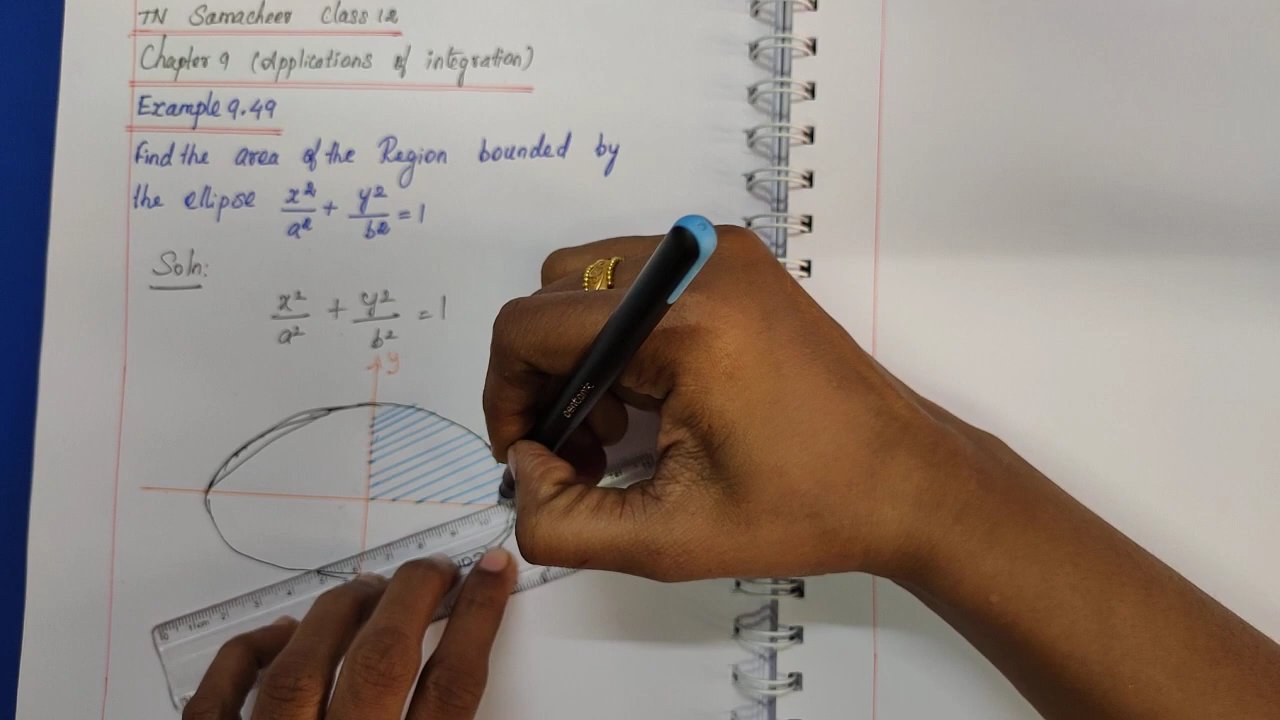 TN Samacheer Class 12
Chapter 9 (Applications of integration)
Example 9.49
Find the area of the Region bounded by
the ellipse x²/a² + y²/b² = 1
Soln:
x²/a² + y²/b² = 1
y
pentonic